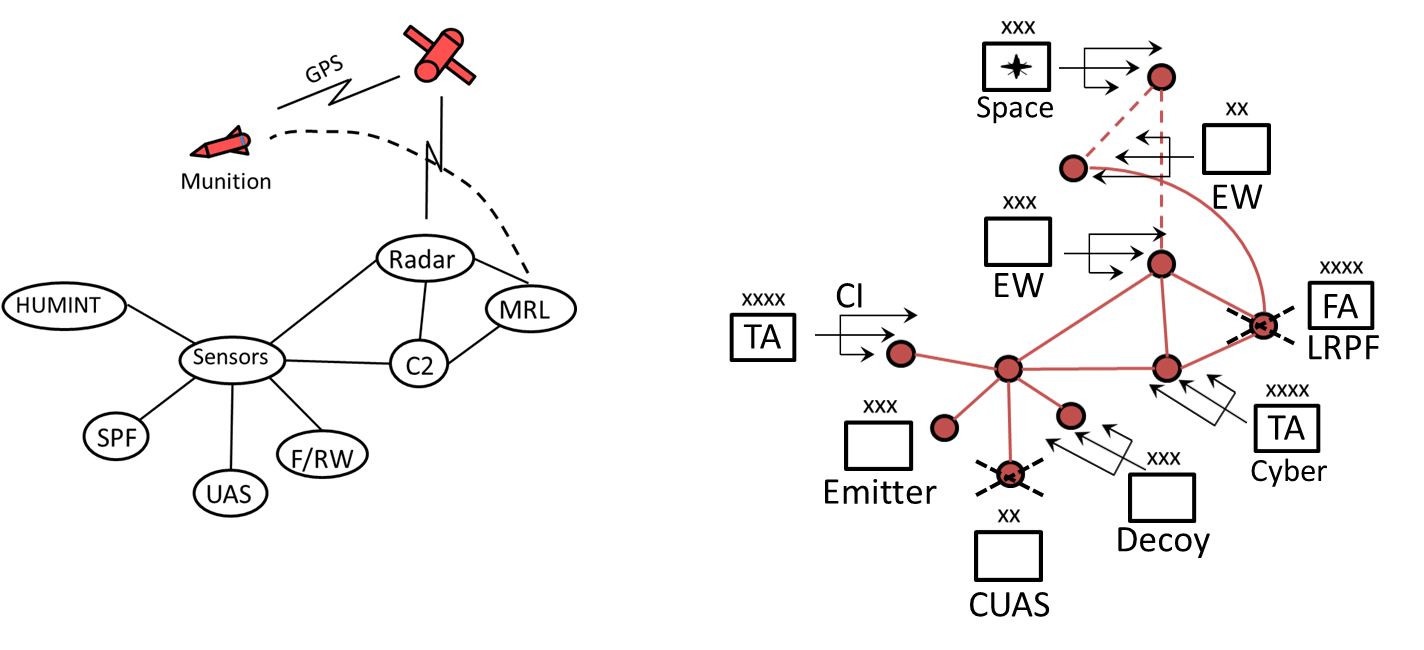 GPS
Munition
Radar
HUMINT
MRL
Sensors
C2
SPF
F/RW
UAS
xxx
Space
xx
EW
xxx
EW
xxxx
FA
LRPF
xxxx
TA
CI
xxxx
TA
Cyber
xxx
Emitter
xxx
Decoy
xx
CUAS